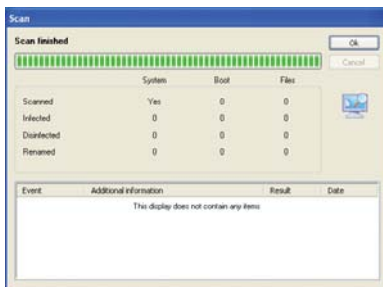 Scan
Scan finished
Ok
Cancel
System Boot Files
Scanned Yes 0 0
Infected 0 0 0
Disinfected 0 0 0
Renamed 0 0 0
Event Additional information Result Date
This display does not contain any items